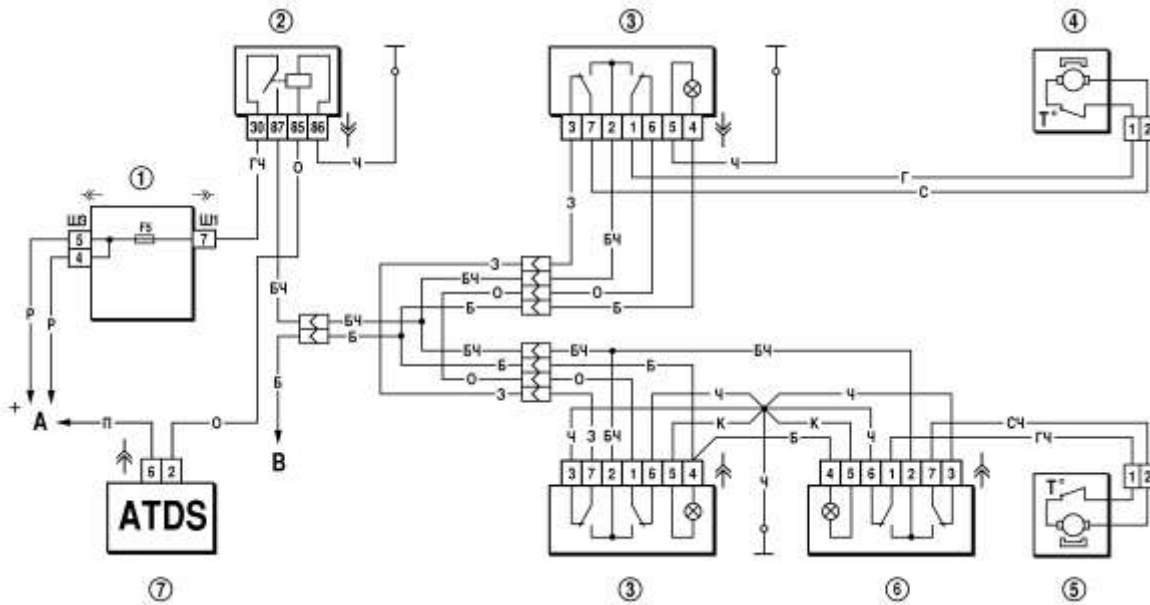 2 3 4
3 7 2 1 6 5 4
T°
1 2
30 87 85 86
Ч Ч
ГЧ О
Г
С
1
З
Ш3 F5 Ш1
5 7
4
БЧ
З
БЧ
О О
Б Б
БЧ
Р Р
БЧ
Б
БЧ БЧ БЧ
Б Б
О О
З
Б
+ А
П О
Ч Ч
К К СЧ
Ч З БЧ Б Ч ГЧ
В
6 2
3 7 2 1 6 5 4
4 5 6 1 2 7 3
1 2
Ч
T°
ATDS
7 3 6 5